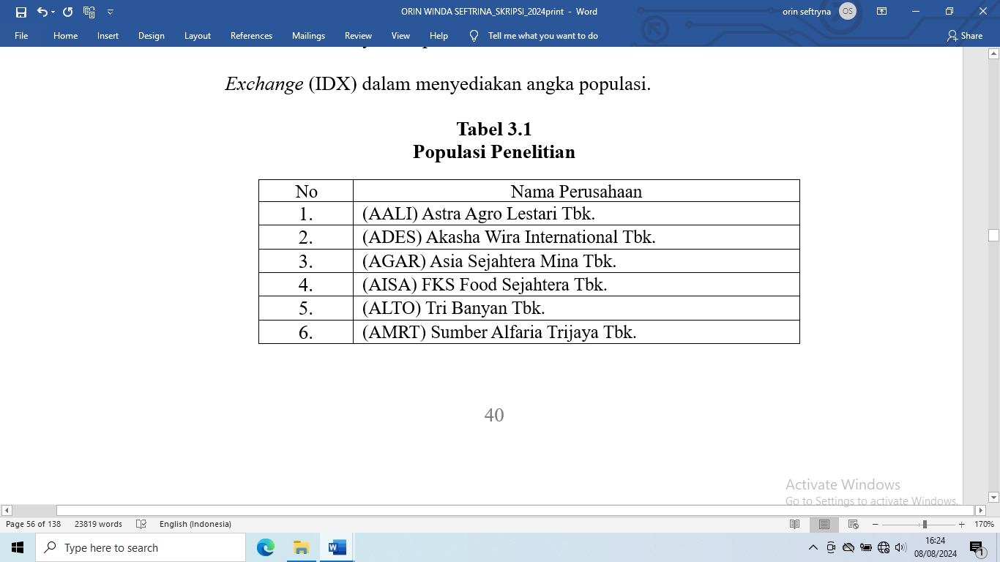 ORIN WINDA SEFTRINA_SKRIPSI_2024print - Word
orin seftryna
OS
File Home Insert Design Layout References Mailings Review View Help Tell me what you want to do Share
Exchange (IDX) dalam menyediakan angka populasi.
Tabel 3.1
Populasi Penelitian
No Nama Perusahaan
1. (AALI) Astra Agro Lestari Tbk.
2. (ADES) Akasha Wira International Tbk.
3. (AGAR) Asia Sejahtera Mina Tbk.
4. (AISA) FKS Food Sejahtera Tbk.
5. (ALTO) Tri Banyan Tbk.
6. (AMRT) Sumber Alfaria Trijaya Tbk.
40
Activate Windows
Go to Settings to activate Windows.
Page 56 of 138 23819 words English (Indonesia) 170%
Type here to search
16:24
08/08/2024
1